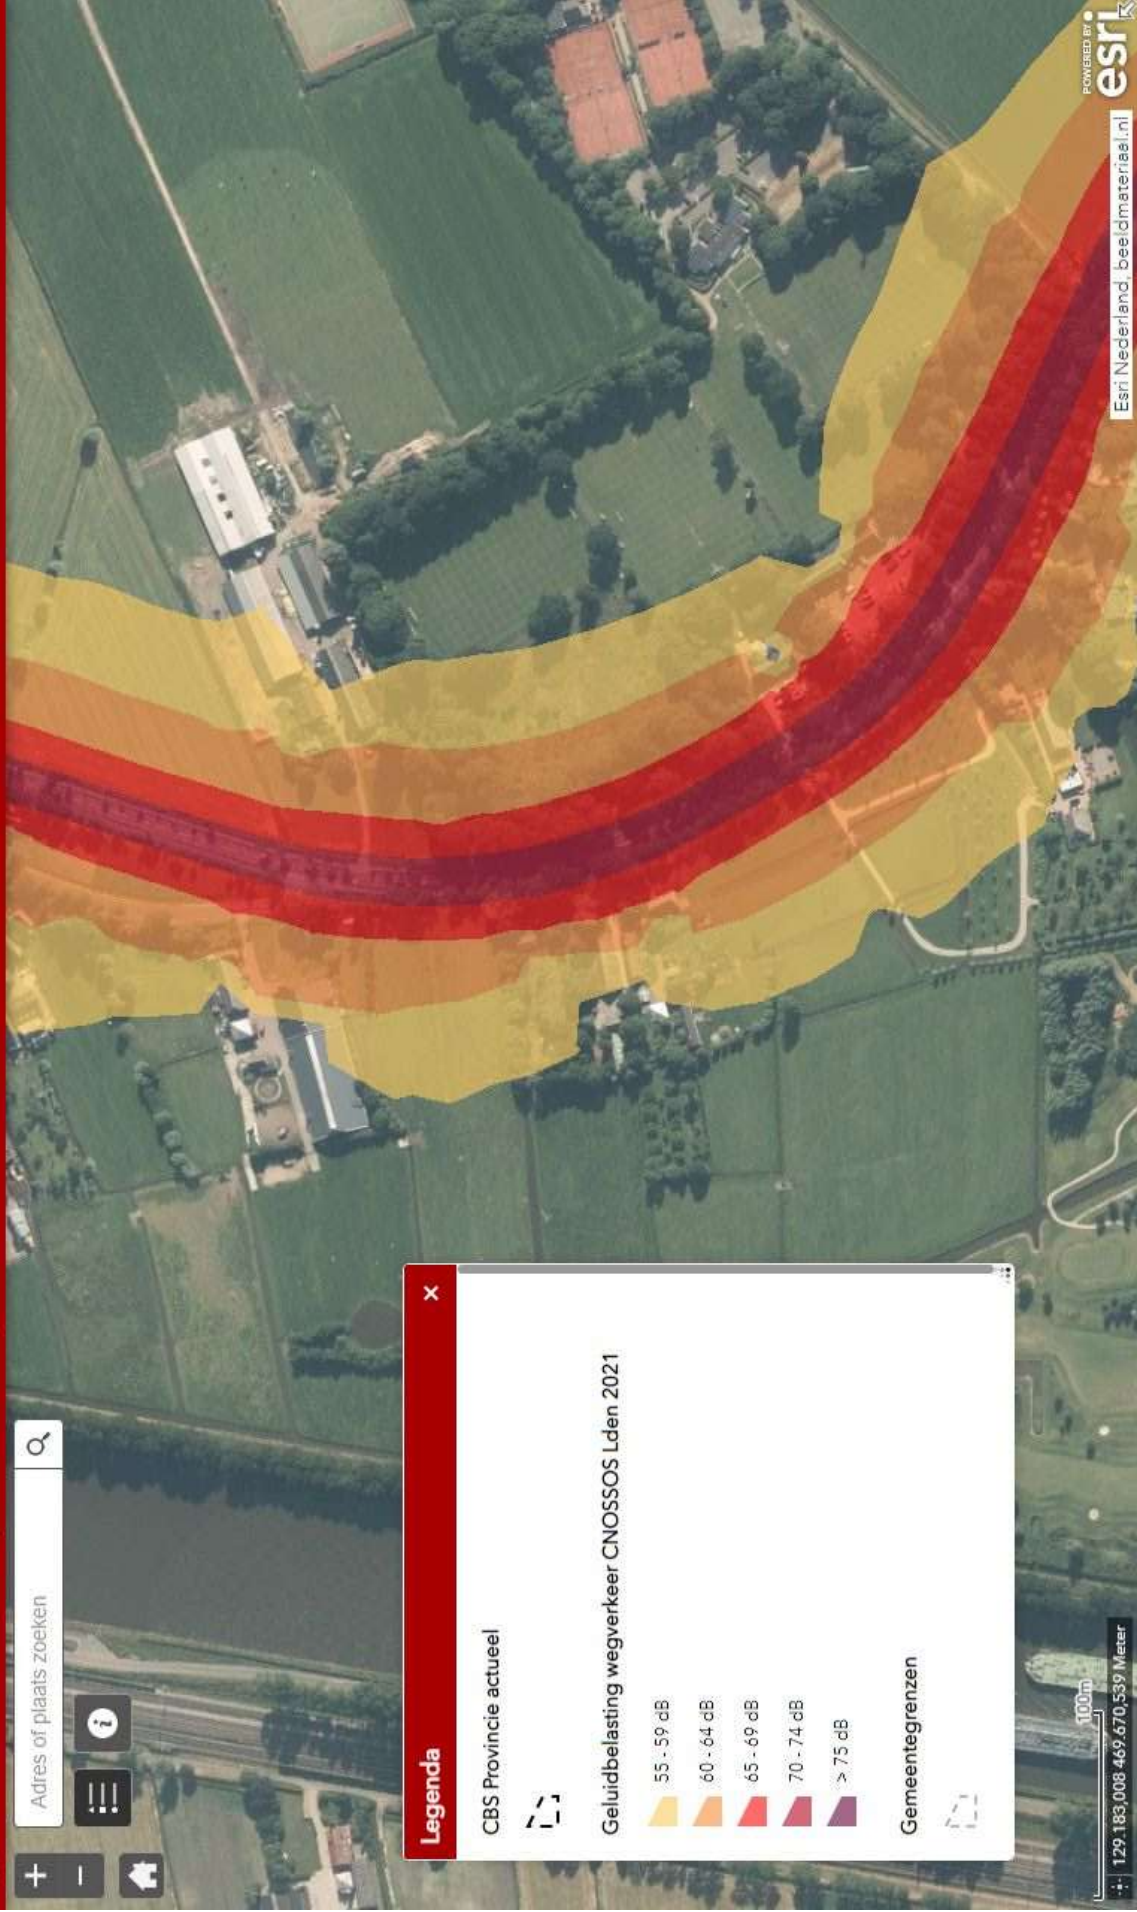 Adres of plaats zoeken
Legenda
CBS Provincie actueel
Geluidbelasting wegverkeer CNOSSOS Lden 2021
55 - 59 dB
60 - 64 dB
65 - 69 dB
70 - 74 dB
> 75 dB
Gemeentegrenzen
100m
129.183,008 469.670,539 Meter
Esri Nederland, beeldmateriaal.nl
POWERED BY
esri